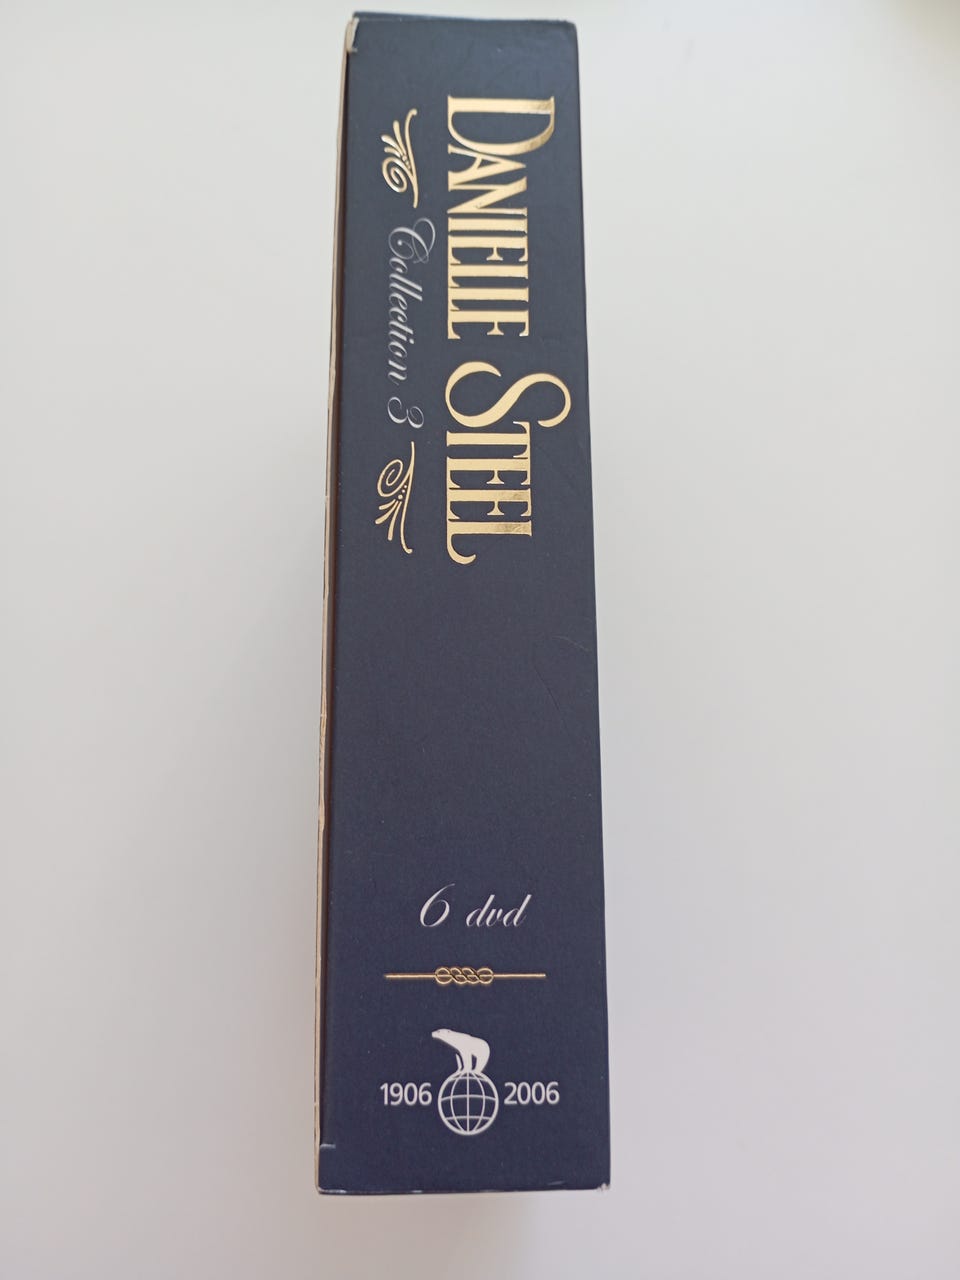 DANIELLE STEEL
Collection 3
6 dvd
1906 2006